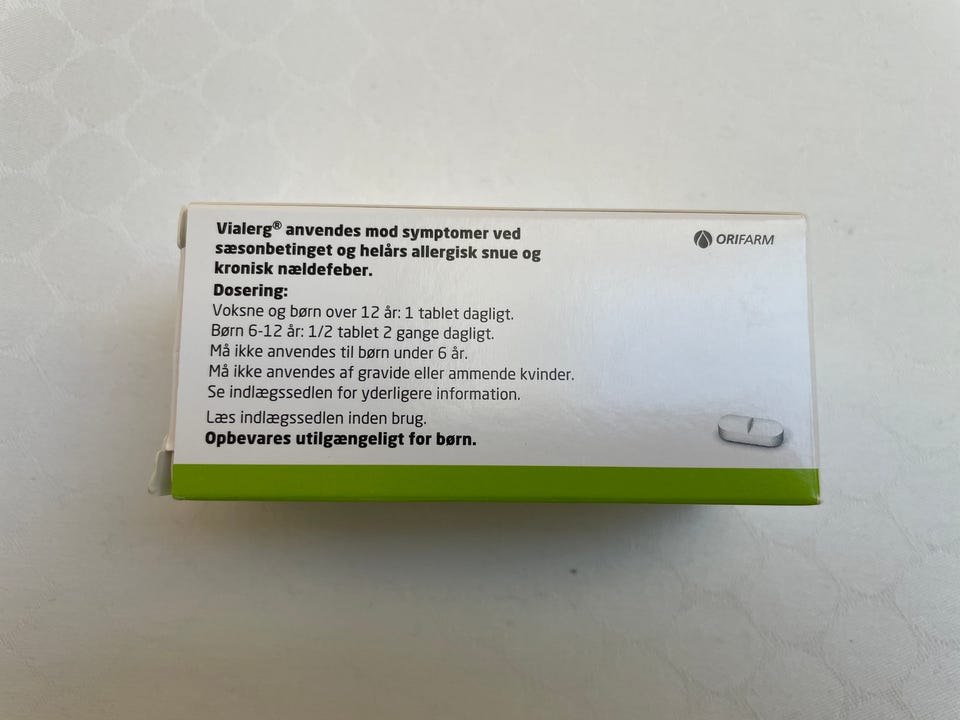 Vialerg® anvendes mod symptomer ved
sæsonbetinget og helårs allergisk snue og
kronisk nældefeber.
ORIFARM
Dosering:
Voksne og børn over 12 år: 1 tablet dagligt.
Børn 6-12 år: 1/2 tablet 2 gange dagligt.
Må ikke anvendes til børn under 6 år.
Må ikke anvendes af gravide eller ammende kvinder.
Se indlægssedlen for yderligere information.
Læs indlægssedlen inden brug.
Opbevares utilgængeligt for børn.